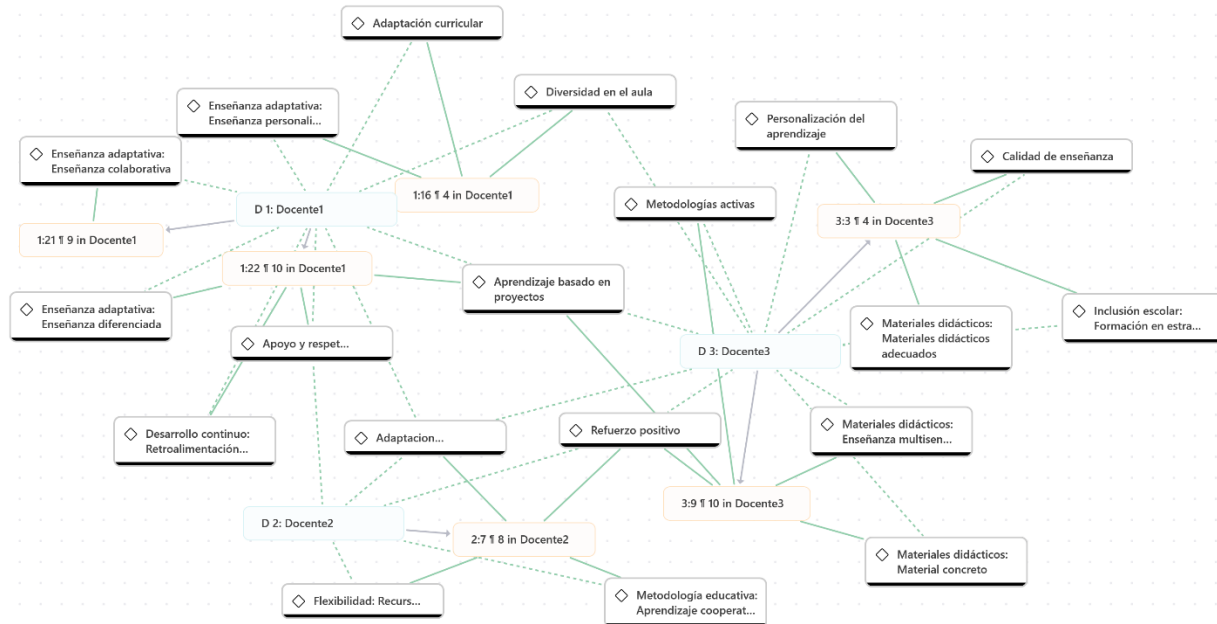 Adaptación curricular
Enseñanza adaptativa:
Enseñanza personali...
Diversidad en el aula
Personalización del
aprendizaje
Enseñanza adaptativa:
Enseñanza colaborativa
Calidad de enseñanza
1:16 ¶ 4 in Docente1
Metodologías activas
D 1: Docente1
3:3 ¶ 4 in Docente3
1:21 ¶ 9 in Docente1
1:22 ¶ 10 in Docente1
Aprendizaje basado en
proyectos
Enseñanza adaptativa:
Enseñanza diferenciada
Inclusión escolar:
Formación en estra...
Materiales didácticos:
Materiales didácticos
adecuados
Apoyo y respet...
D 3: Docente3
Desarrollo continuo:
Retroalimentación...
Adaptacion...
Refuerzo positivo
Materiales didácticos:
Enseñanza multisen...
3:9 ¶ 10 in Docente3
D 2: Docente2
2:7 ¶ 8 in Docente2
Materiales didácticos:
Material concreto
Flexibilidad: Recurs...
Metodología educativa:
Aprendizaje cooperat...